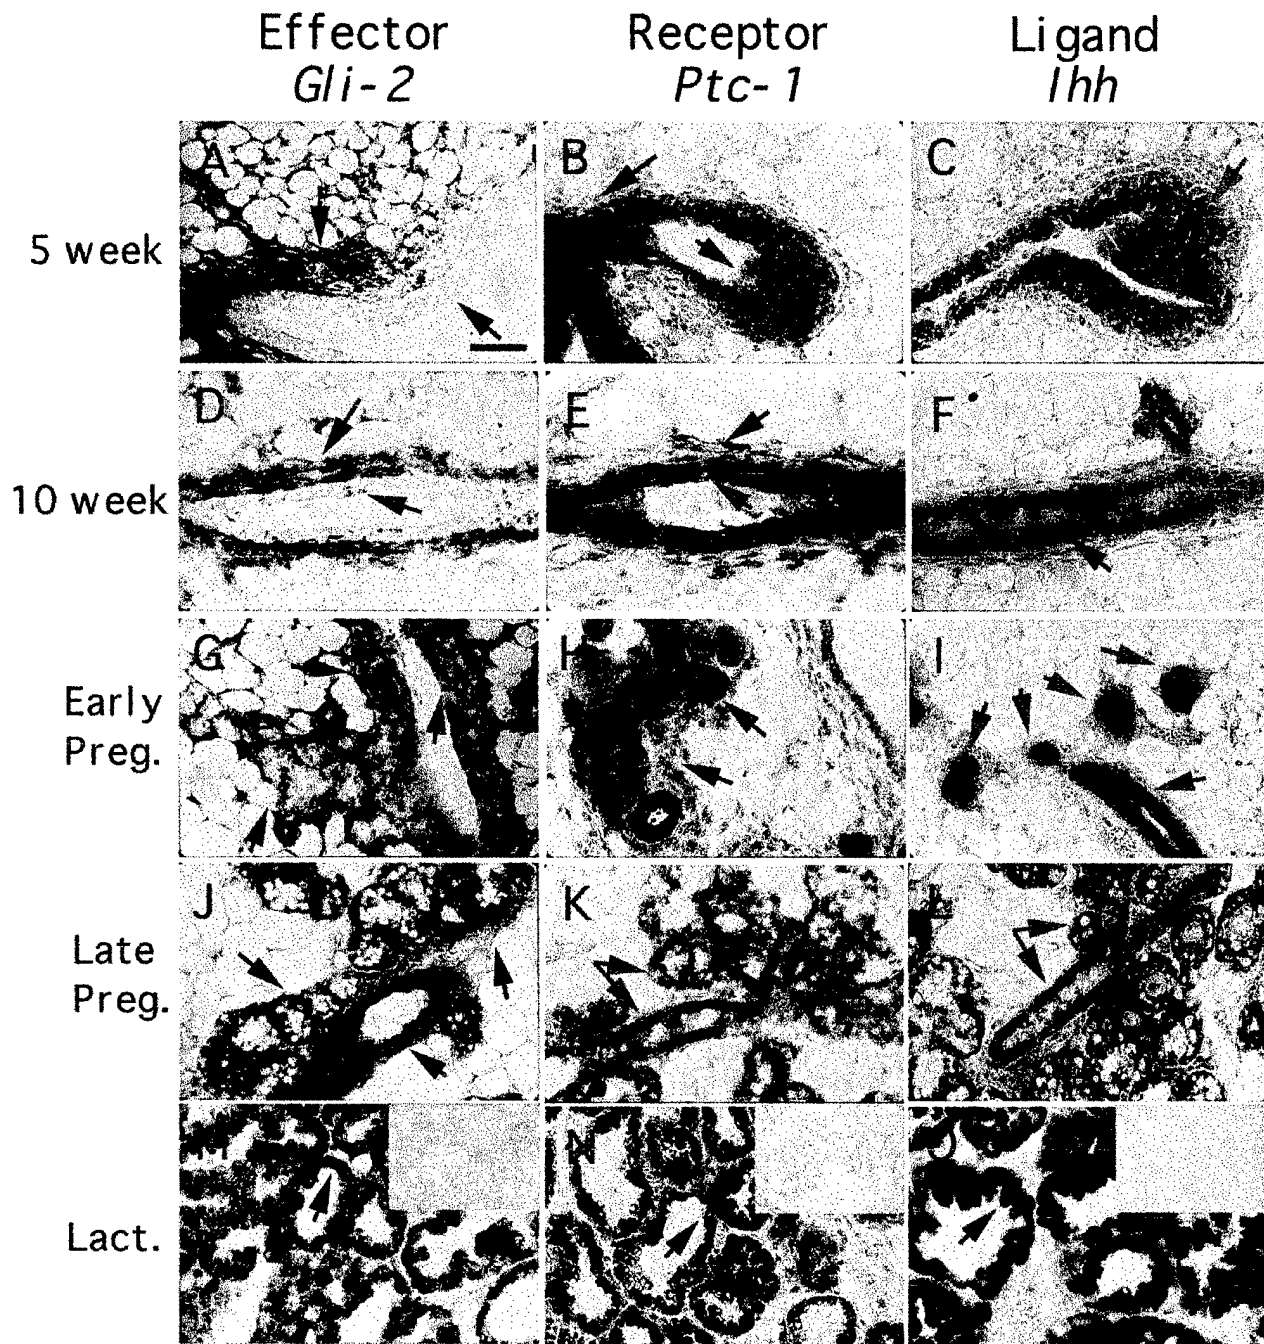 Effector Receptor Ligand
Gli-2 Ptc-1 Ihh
5 week
A B C
10 week
D E F
Early
Preg.
G H I
Late
Preg.
J K L
Lact.
M N O